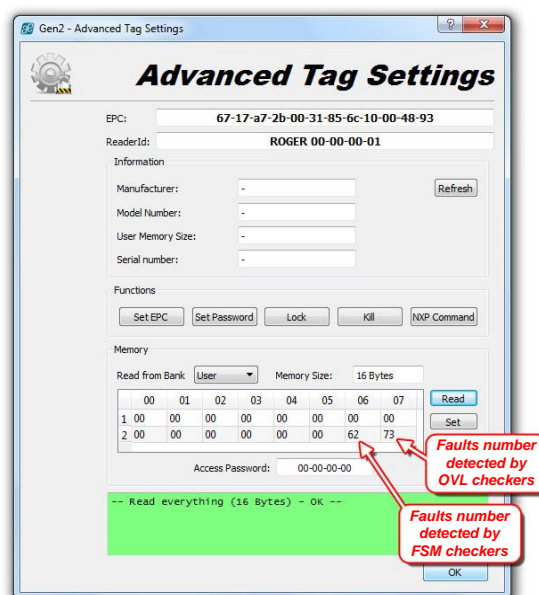 Gen2 - Advanced Tag Settings
Advanced Tag Settings
EPC: 67-17-a7-2b-00-31-85-6c-10-00-48-93
ReaderId: ROGER 00-00-00-01
Information
Manufacturer: - Refresh
Model Number: -
User Memory Size: -
Serial number: -
Functions
Set EPC Set Password Lock Kill NXP Command
Memory
Read from Bank User Memory Size: 16 Bytes
00 01 02 03 04 05 06 07 Read
1 00 00 00 00 00 00 00 00 Set
2 00 00 00 00 00 00 62 73
Faults number
detected by
OVL checkers
Access Password: 00-00-00-00
-- Read everything (16 Bytes) - OK --
Faults number
detected by
FSM checkers
OK